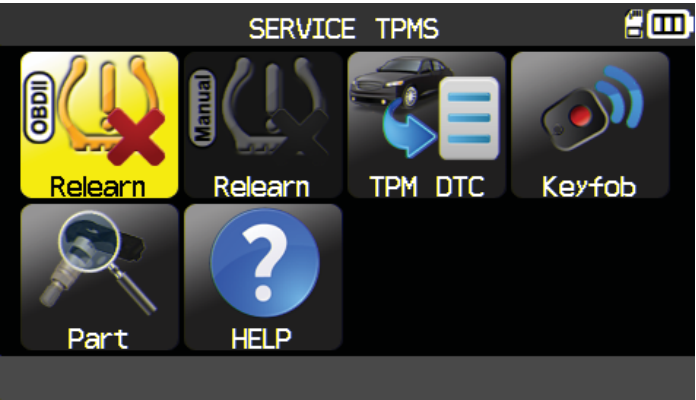 SERVICE TPMS
OBDII
Manual
Relearn
Relearn
TPM DTC
Keyfob
?
Part
HELP